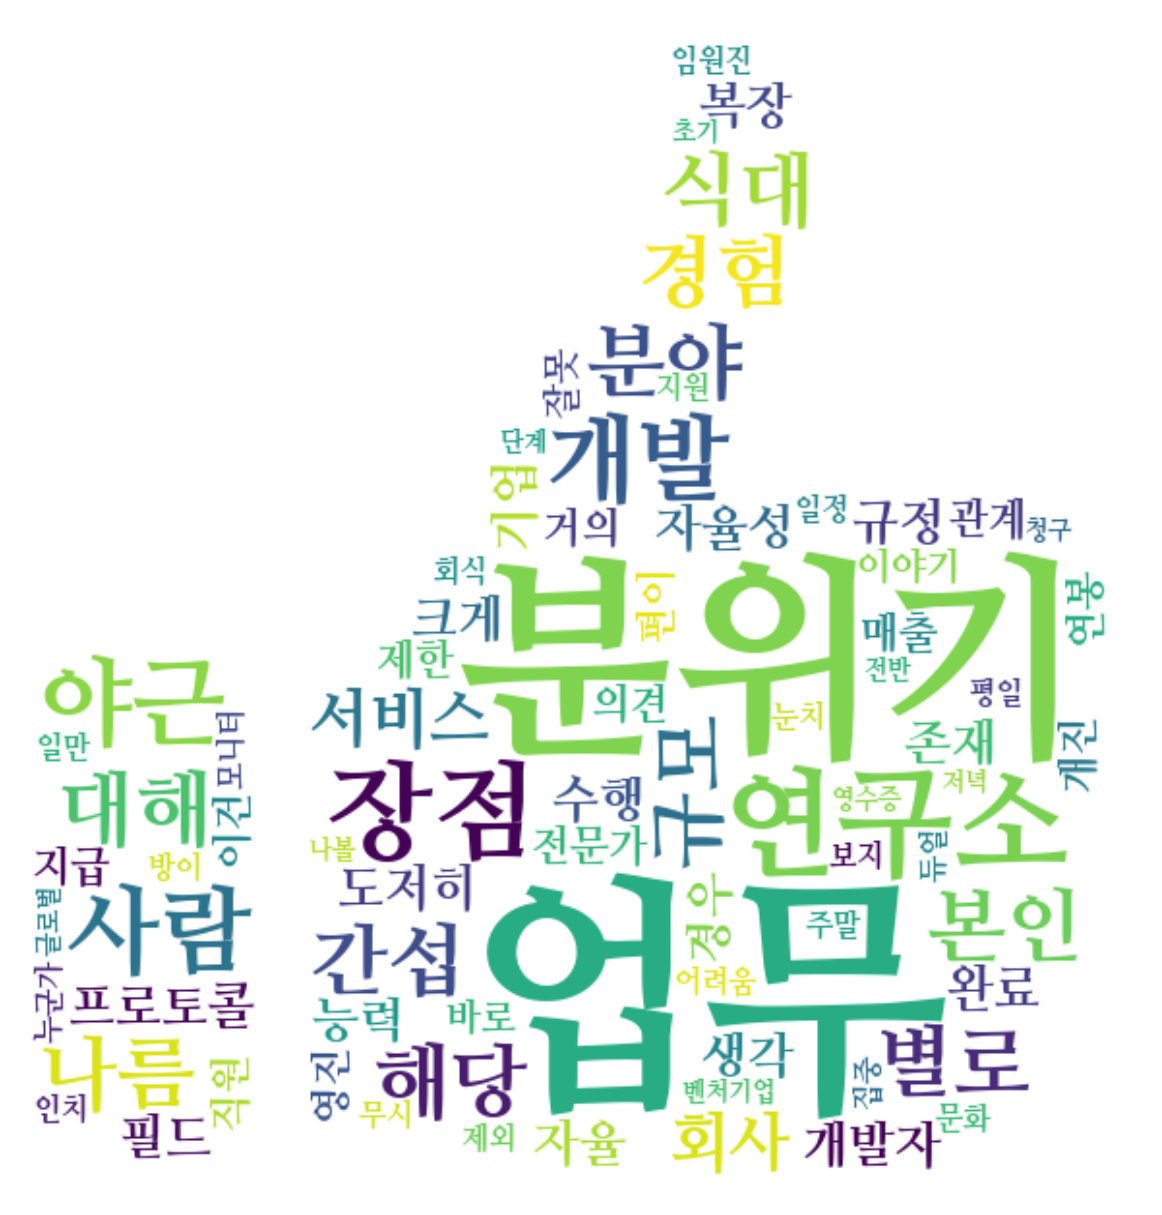 임원진
복장
초기
식대
경험
분야
잘못
지원
개발
단계
기업
거의
자율성
일정
규정
관계
청구
회식
분위기
편이
이야기
연봉
크게
매출
제한
전반
야근
서비스
의견
눈치
평일
일만
모니터
규모
존재
개진
대해
장점
수행
연구소
저녁
영수증
이건
나볼
전문가
보지
듀얼
지급
방이
도저히
업무
경우
본인
글로벌
사람
주말
간섭
어려움
완료
누군가
프로토콜
능력
바로
나름
직원
영진
해당
생각
별로
집중
벤처기업
인치
무시
문화
필드
제외
자율
회사
개발자